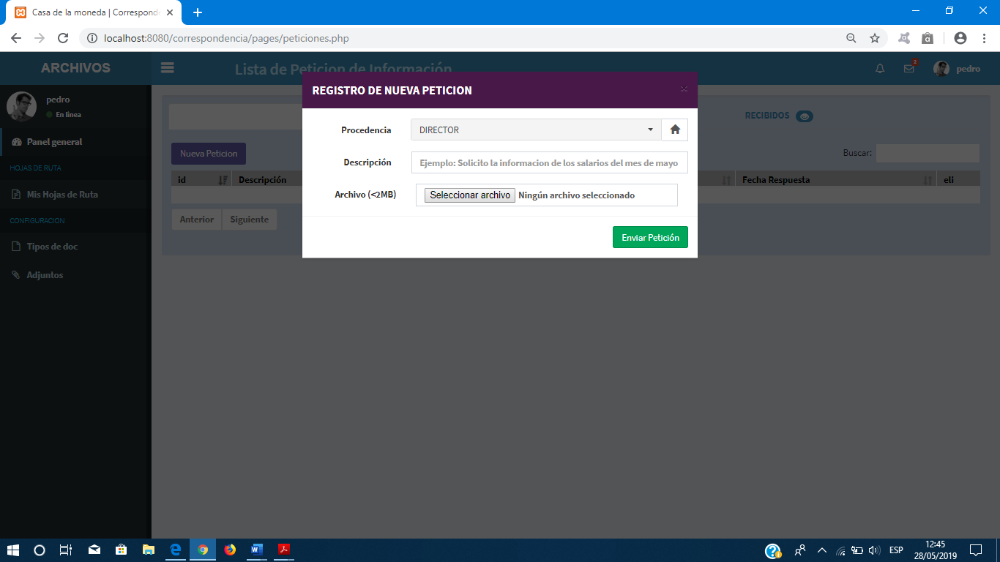 Casa de la moneda | Correspond
localhost:8080/correspondencia/pages/peticiones.php
ARCHIVOS
Lista de Peticion de Información
2
pedro
pedro
En linea
Panel general
HOJAS DE RUTA
Mis Hojas de Ruta
CONFIGURACION
Tipos de doc
Adjuntos
RECIBIDOS
Nueva Peticion
Buscar:
id Descripción Fecha Respuesta eli
Anterior Siguiente
REGISTRO DE NUEVA PETICION
×
Procedencia DIRECTOR
Descripción Ejemplo: Solicito la informacion de los salarios del mes de mayo
Archivo (<2MB) Seleccionar archivo Ningún archivo seleccionado
Enviar Petición
ESP
12:45
28/05/2019